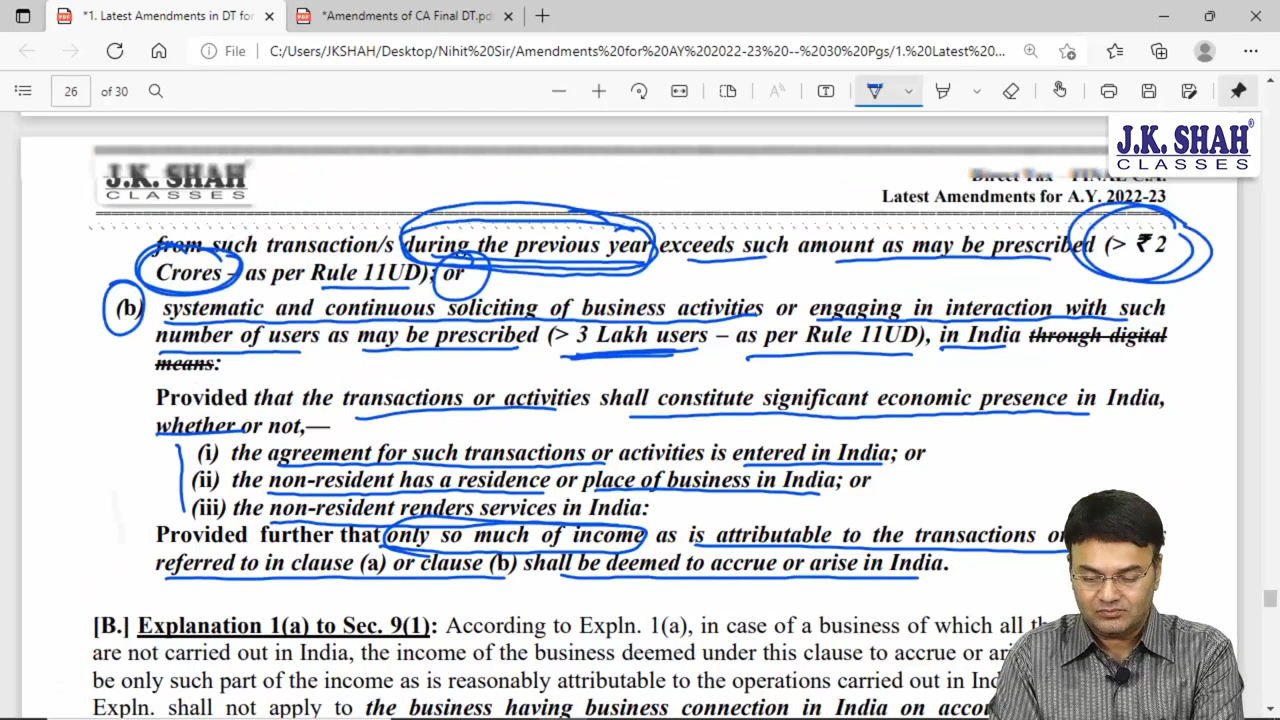 *1. Latest Amendments in DT for
*Amendments of CA Final DT.pd
File
C:/Users/JKSHAH/Desktop/Nihit%20Sir/Amendments%20for%20AY%202022-23%20--%2030%20Pgs/1.%20Latest%20...
26 of 30
J.K. SHAH®
CLASSES
J.K. SHAH
CLASSES
Direct Tax – FINAL C.A.
Latest Amendments for A.Y. 2022-23
from such transaction/s during the previous year exceeds such amount as may be prescribed (> ₹ 2
Crores – as per Rule 11UD); or
(b) systematic and continuous soliciting of business activities or engaging in interaction with such
number of users as may be prescribed (> 3 Lakh users – as per Rule 11UD), in India through digital
means:
Provided that the transactions or activities shall constitute significant economic presence in India,
whether or not,—
(i) the agreement for such transactions or activities is entered in India; or
(ii) the non-resident has a residence or place of business in India; or
(iii) the non-resident renders services in India:
Provided further that only so much of income as is attributable to the transactions
referred to in clause (a) or clause (b) shall be deemed to accrue or arise in India.
[B.] Explanation 1(a) to Sec. 9(1): According to Expln. 1(a), in case of a business of which all
are not carried out in India, the income of the business deemed under this clause to accrue or
be only such part of the income as is reasonably attributable to the operations carried out in
Expln. shall not apply to the business having business connection in India on